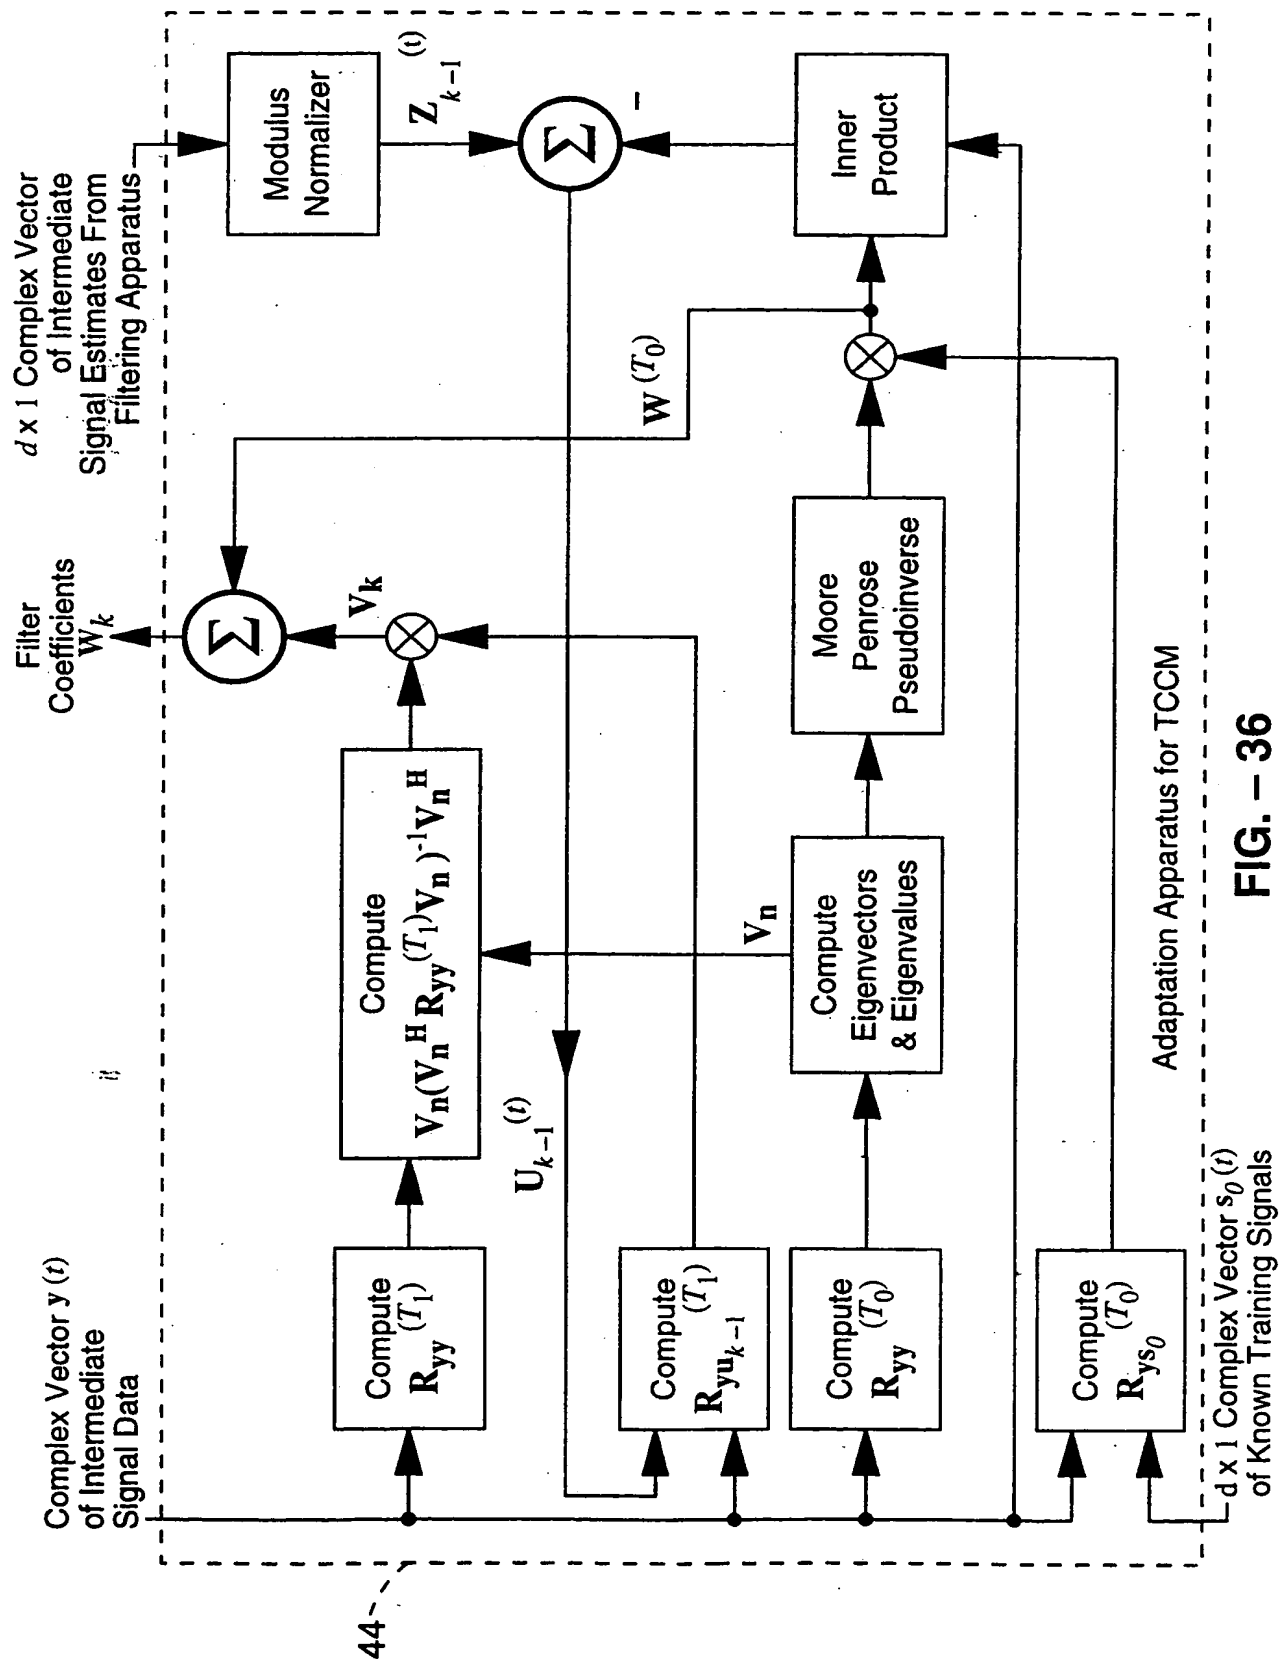 Complex Vector y (t)
of Intermediate
Signal Data
Filter
Coefficients
W_k
d x 1 Complex Vector
of Intermediate
Signal Estimates From
Filtering Apparatus
44
Compute
R_yy^(T_1)
Compute
V_n(V_n^H R_yy^(T_1) V_n)^-1 V_n^H
V_k
Σ
Modulus
Normalizer
Z_k-1^(t)
Σ
−
U_k-1^(t)
W^(T_0)
Compute
R_yu_k-1^(T_1)
Compute
R_yy^(T_0)
Compute
Eigenvectors
& Eigenvalues
V_n
Moore
Penrose
Pseudoinverse
Inner
Product
Compute
R_ys_0^(T_0)
Adaptation Apparatus for TCCM
d x 1 Complex Vector s_0(t)
of Known Training Signals
FIG. – 36